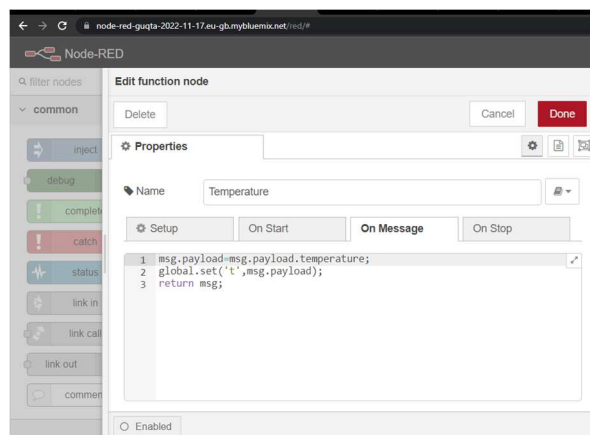 node-red-guqta-2022-11-17.eu-gb.mybluemix.net/red/#
Node-RED
filter nodes
Edit function node
common
Delete
Cancel
Done
inject
Properties
debug
Name
Temperature
complete
Setup
On Start
On Message
On Stop
catch
1 msg.payload=msg.payload.temperature;
2 global.set('t',msg.payload);
3 return msg;
status
link in
link call
link out
commen
Enabled